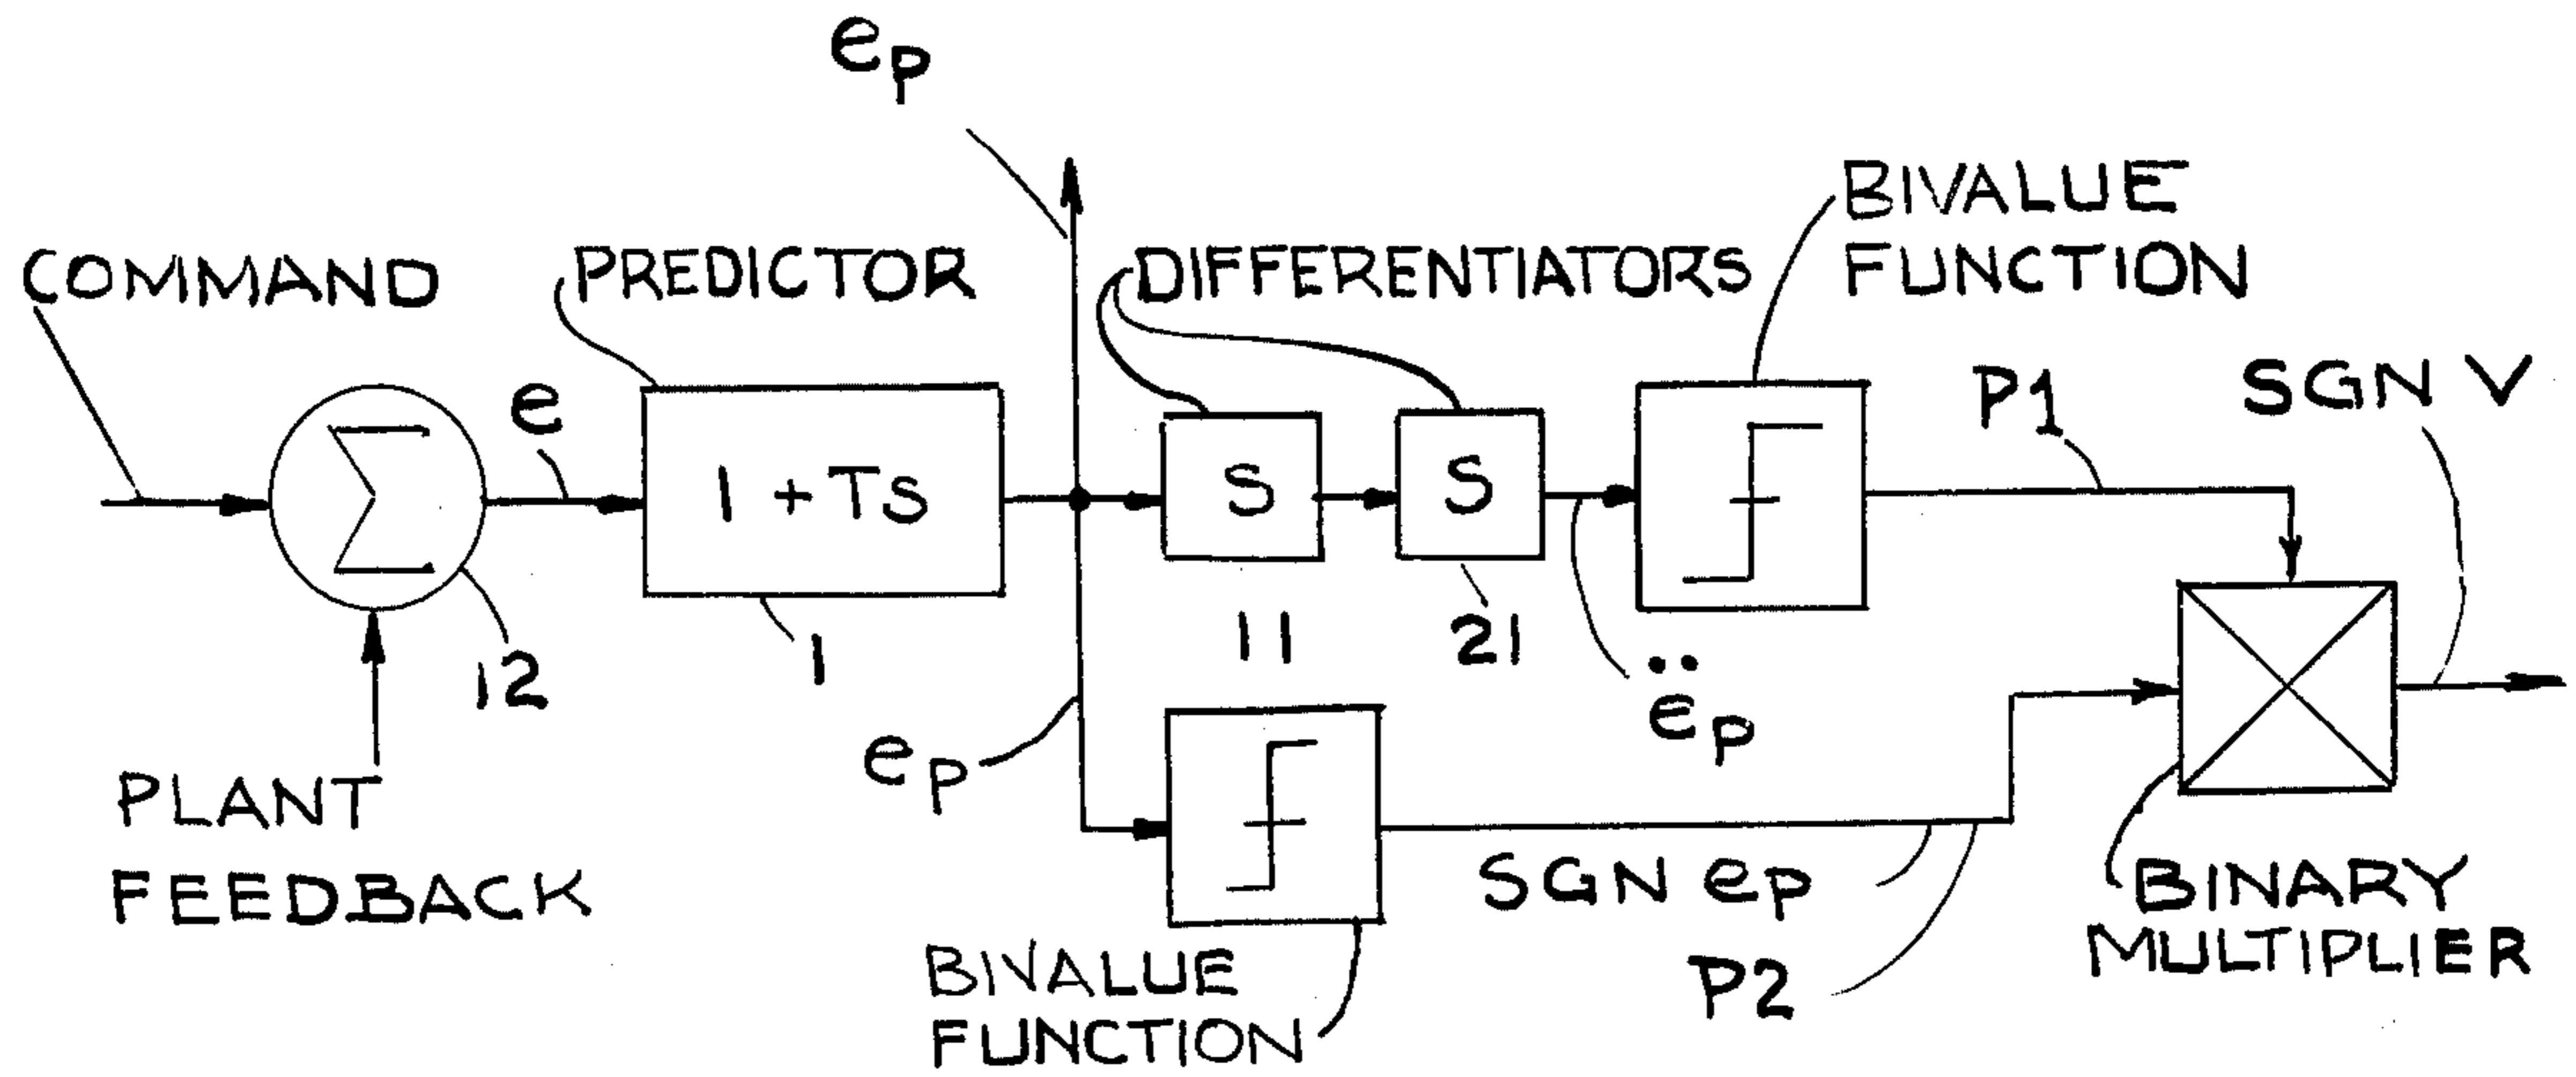 ep
COMMAND
PREDICTOR
DIFFERENTIATORS
BIVALUE
FUNCTION
e
P1
SGN V
Σ
1 + Ts
S
S
12
1
11
21
ëp
PLANT
FEEDBACK
ep
SGN ep
P2
BINARY
MULTIPLIER
BIVALUE
FUNCTION